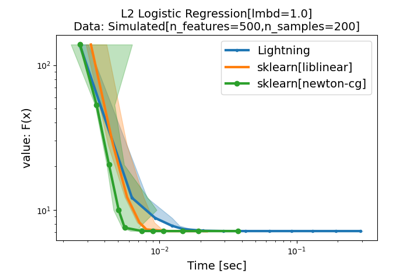 L2 Logistic Regression[lmbd=1.0]
Data: Simulated[n_features=500,n_samples=200]
Lightning
sklearn[liblinear]
sklearn[newton-cg]
value: F(x)
10²
10¹
10⁻²
10⁻¹
Time [sec]